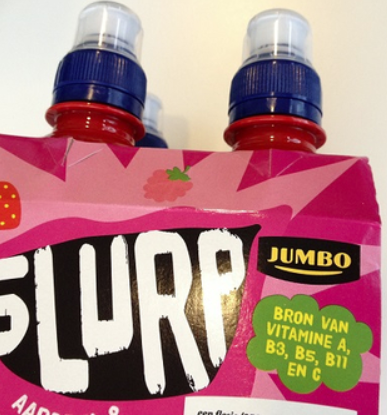 SLURP
JUMBO
BRON VAN
VITAMINE A,
B3, B5, B11
EN C
&